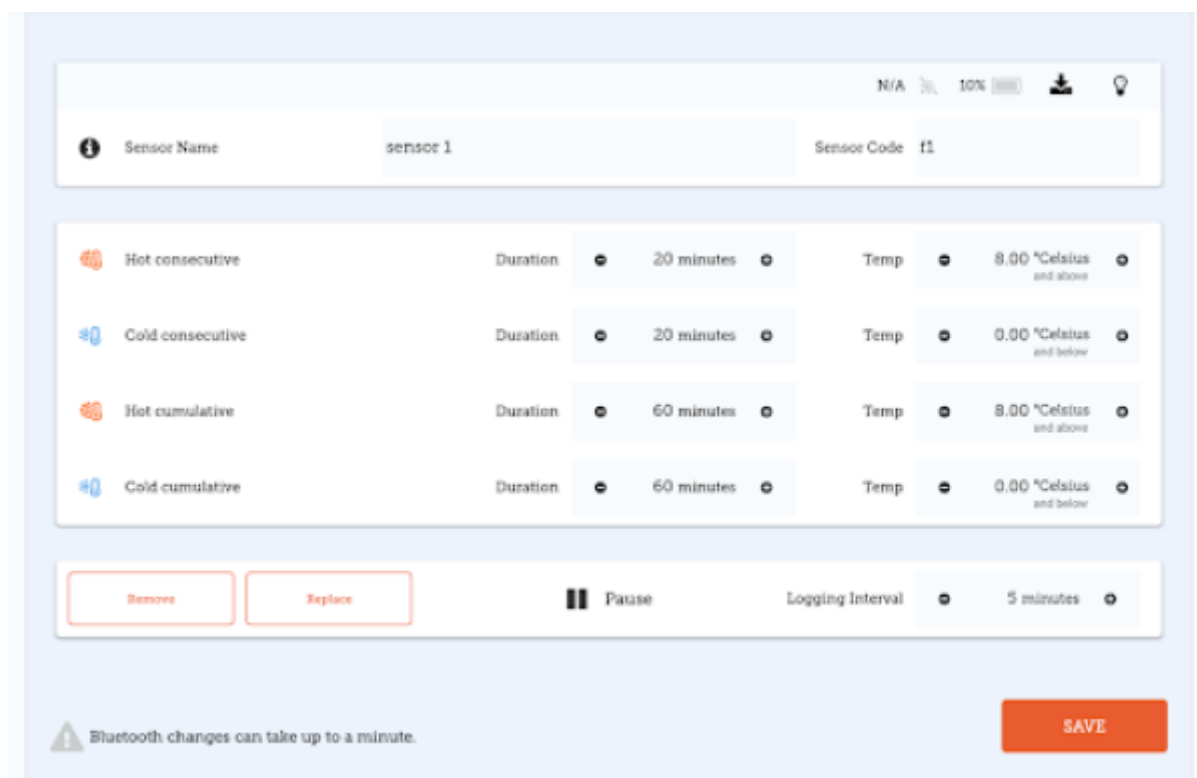 N/A 10%
Sensor Name sensor 1 Sensor Code f1
Hot consecutive Duration 20 minutes Temp 8.00 °Celsius
and above
Cold consecutive Duration 20 minutes Temp 0.00 °Celsius
and below
Hot cumulative Duration 60 minutes Temp 8.00 °Celsius
and above
Cold cumulative Duration 60 minutes Temp 0.00 °Celsius
and below
Remove Replace Pause Logging Interval 5 minutes
SAVE
Bluetooth changes can take up to a minute.